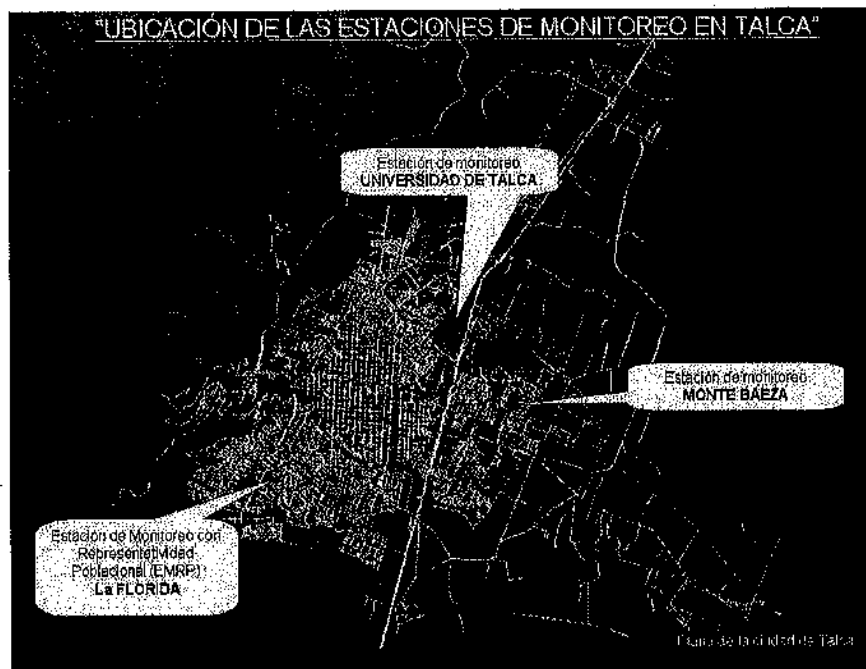 "UBICACIÓN DE LAS ESTACIONES DE MONITOREO EN TALCA"
Estación de monitoreo
UNIVERSIDAD DE TALCA
Estación de monitoreo
MONTE BAEZA
Estación de Monitoreo con
Representatividad
Poblacional (EMRP)
La FLORIDA
Plano de la ciudad de Talca